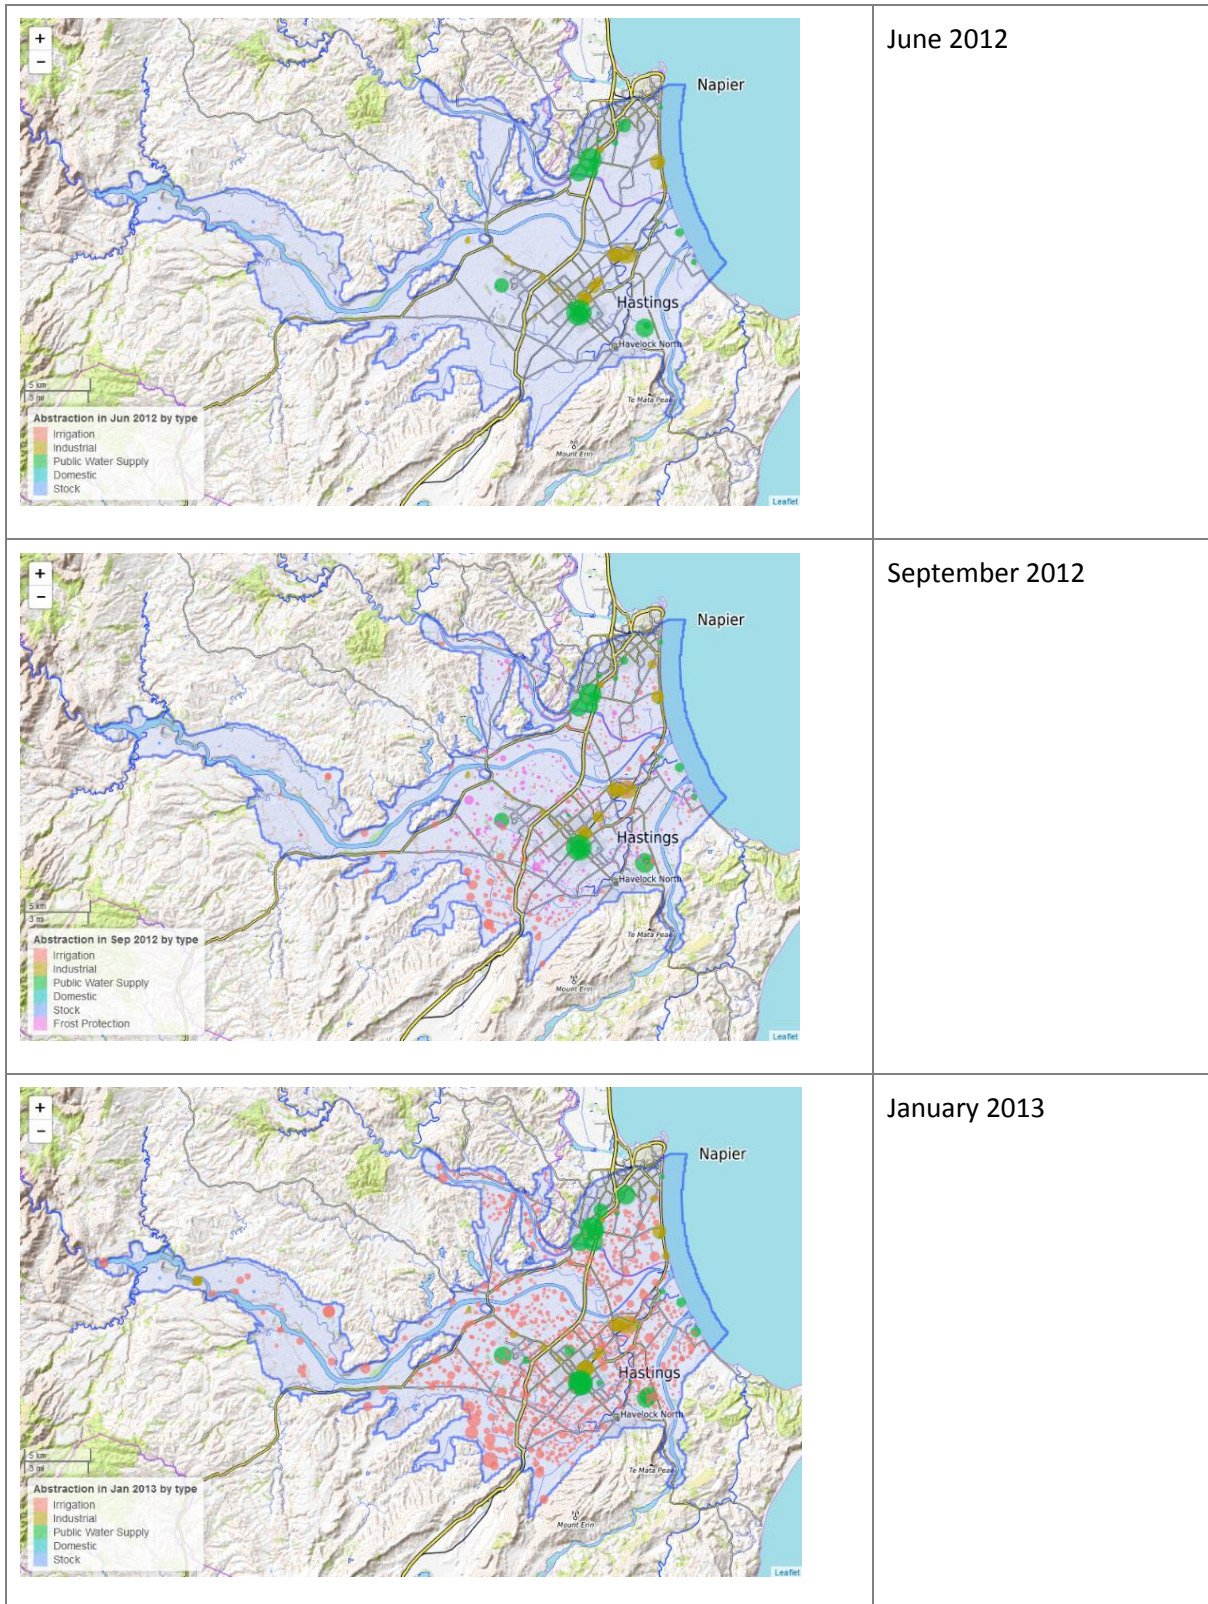 +
−
Napier
Hastings
Havelock North
Te Mata Peak
Mount Erin
5 km
3 mi
Abstraction in Jun 2012 by type
Irrigation
Industrial
Public Water Supply
Domestic
Stock
Leaflet
June 2012
+
−
Napier
Hastings
Havelock North
Te Mata Peak
Mount Erin
5 km
3 mi
Abstraction in Sep 2012 by type
Irrigation
Industrial
Public Water Supply
Domestic
Stock
Frost Protection
Leaflet
September 2012
+
−
Napier
Hastings
Havelock North
Te Mata Peak
Mount Erin
5 km
3 mi
Abstraction in Jan 2013 by type
Irrigation
Industrial
Public Water Supply
Domestic
Stock
Leaflet
January 2013